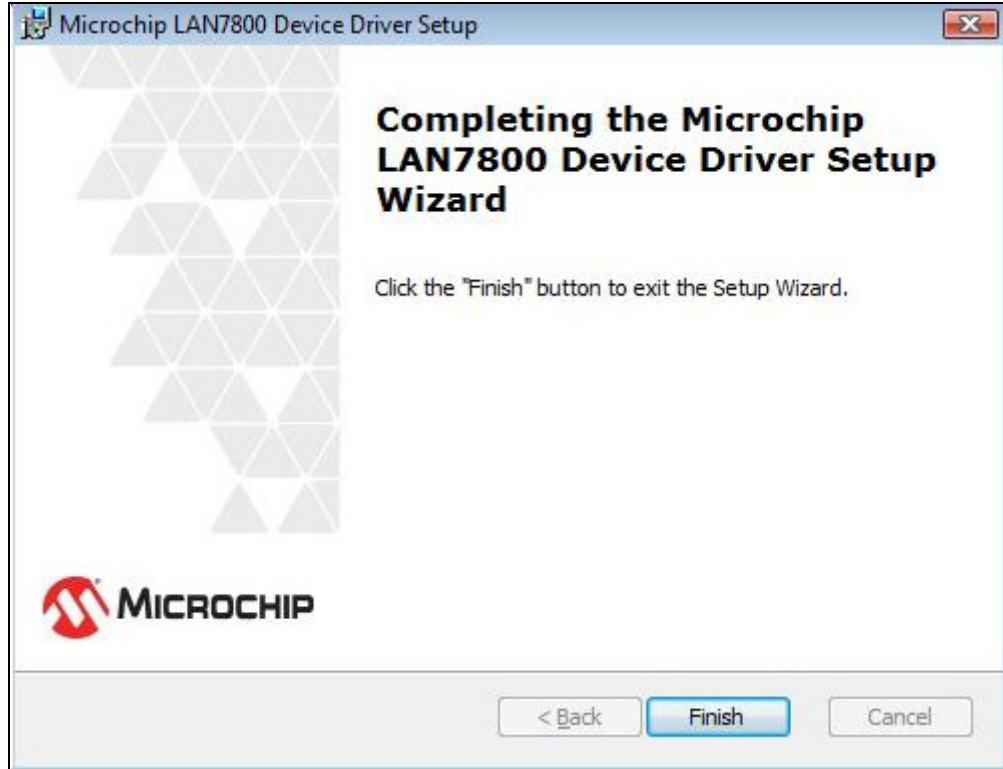 Microchip LAN7800 Device Driver Setup
Completing the Microchip
LAN7800 Device Driver Setup
Wizard
Click the "Finish" button to exit the Setup Wizard.
MICROCHIP
< Back
Finish
Cancel